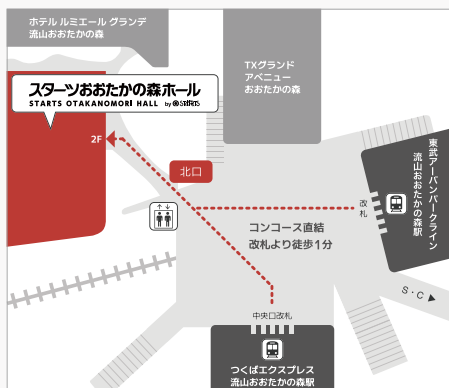 ホテル ルミエール グランデ
流山おおたかの森
TXグランド
アベニュー
おおたかの森
スターツおおたかの森ホール
STARTS OTAKANOMORI HALL by STARTS
2F
北口
東武アーバンパークライン
流山おおたかの森駅
改札
コンコース直結
改札より徒歩1分
S・C ▶
中央口改札
つくばエクスプレス
流山おおたかの森駅